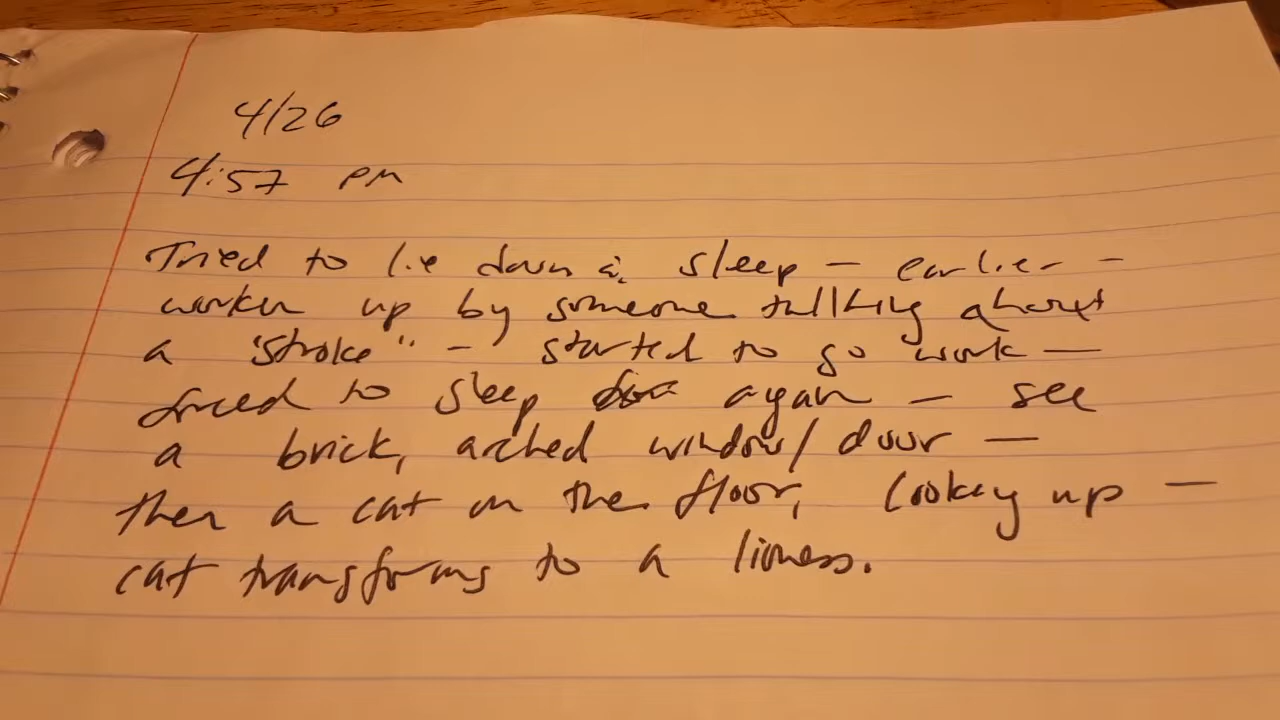 4/26
4:57 PM
Tried to lie down & sleep – earlier –
woken up by someone talking about
a "stroke" – started to go work –
forced to sleep again – see
a brick, arched window/door –
then a cat on the floor, looking up –
cat transforms to a lioness.